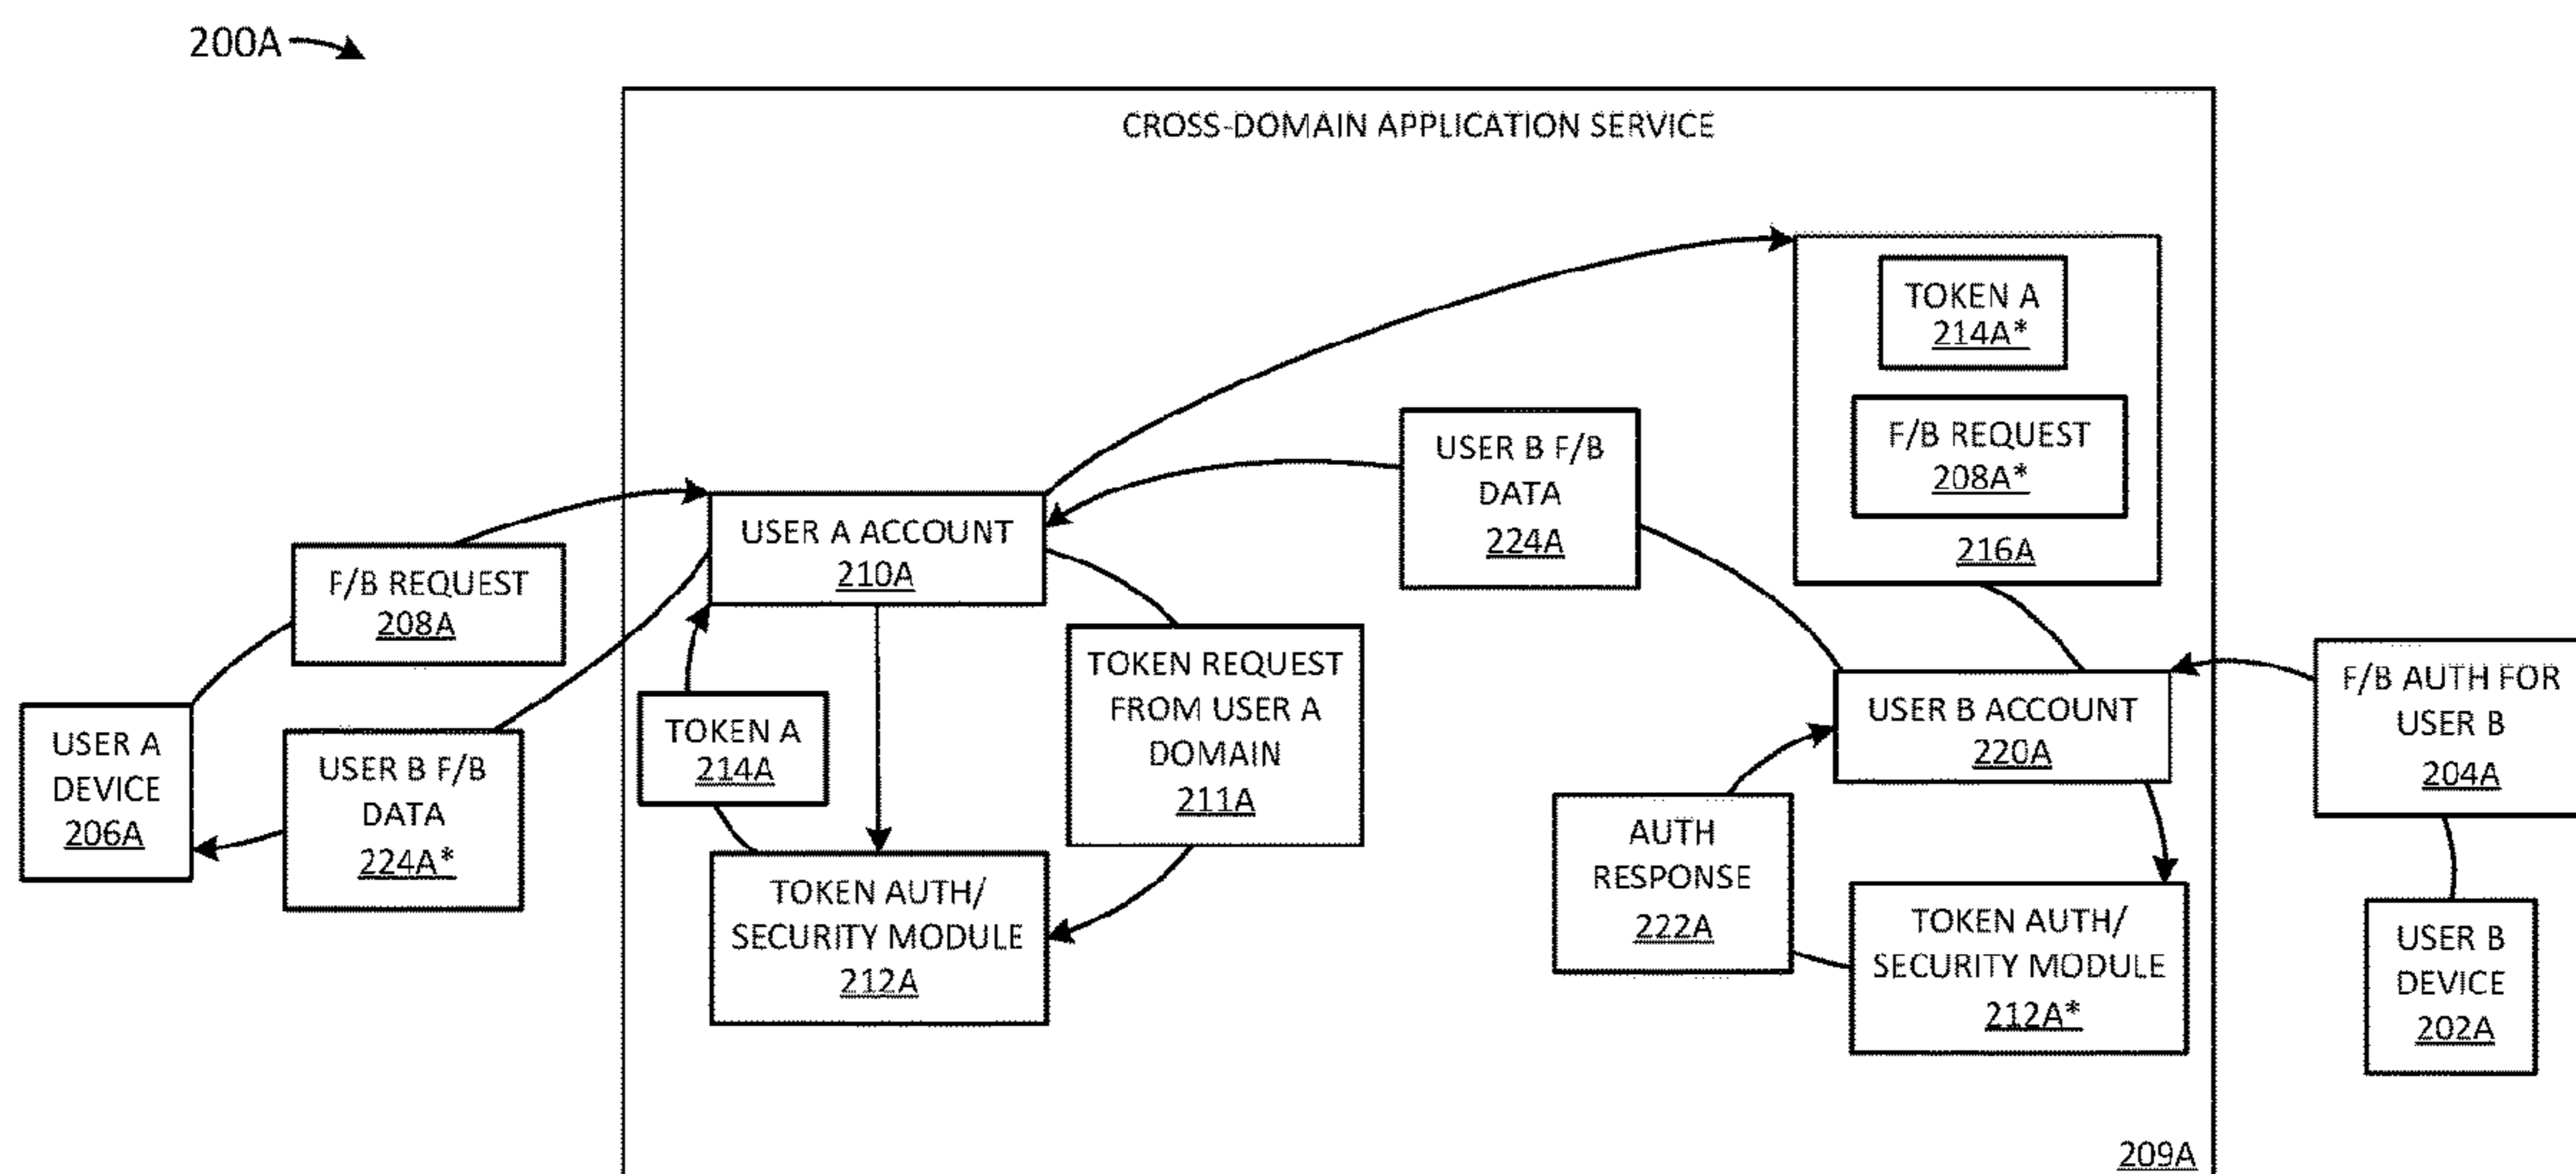 200A
CROSS-DOMAIN APPLICATION SERVICE
TOKEN A
214A*
F/B REQUEST
208A*
216A
USER B F/B
DATA
224A
USER A ACCOUNT
210A
F/B REQUEST
208A
TOKEN REQUEST
FROM USER A
DOMAIN
211A
TOKEN A
214A
USER A
DEVICE
206A
USER B F/B
DATA
224A*
TOKEN AUTH/
SECURITY MODULE
212A
USER B ACCOUNT
220A
F/B AUTH FOR
USER B
204A
AUTH
RESPONSE
222A
TOKEN AUTH/
SECURITY MODULE
212A*
USER B
DEVICE
202A
209A